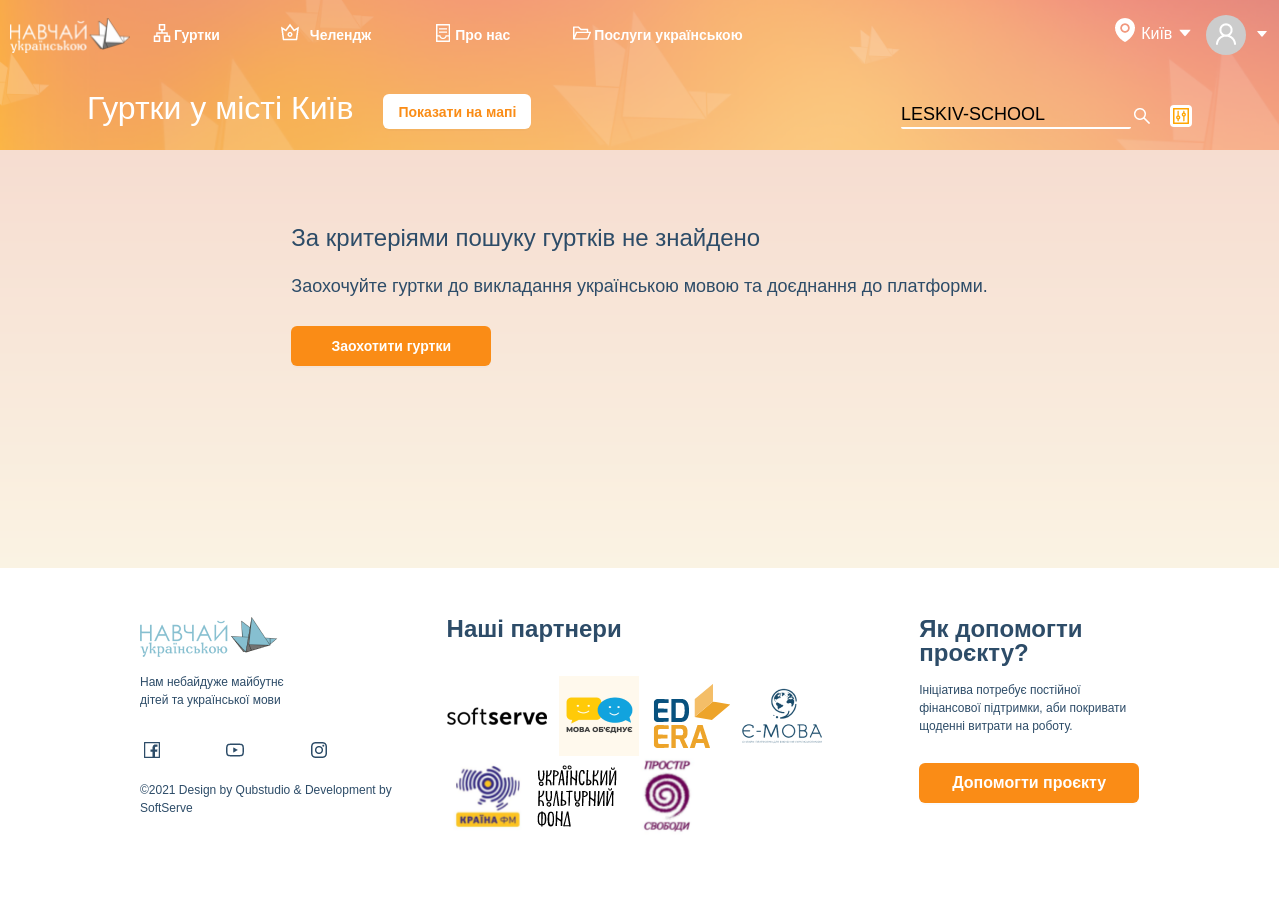 НАВЧАЙ
українською
Гуртки
Челендж
Про нас
Послуги українською
Київ
Гуртки у місті Київ
Показати на мапі
LESKIV-SCHOOL
За критеріями пошуку гуртків не знайдено
Заохочуйте гуртки до викладання українською мовою та доєднання до платформи.
Заохотити гуртки
НАВЧАЙ
українською
Нам небайдуже майбутнє
дітей та української мови
©2021 Design by Qubstudio & Development by
SoftServe
Наші партнери
softserve
МОВА ОБ'ЄДНУЄ
ED
ERA
Є-МОВА
КРАЇНА ФМ
УКРАЇНСЬКИЙ
КУЛЬТУРНИЙ
ФОНД
ПРОСТІР
СВОБОДИ
Як допомогти
проєкту?
Ініціатива потребує постійної
фінансової підтримки, аби покривати
щоденні витрати на роботу.
Допомогти проєкту